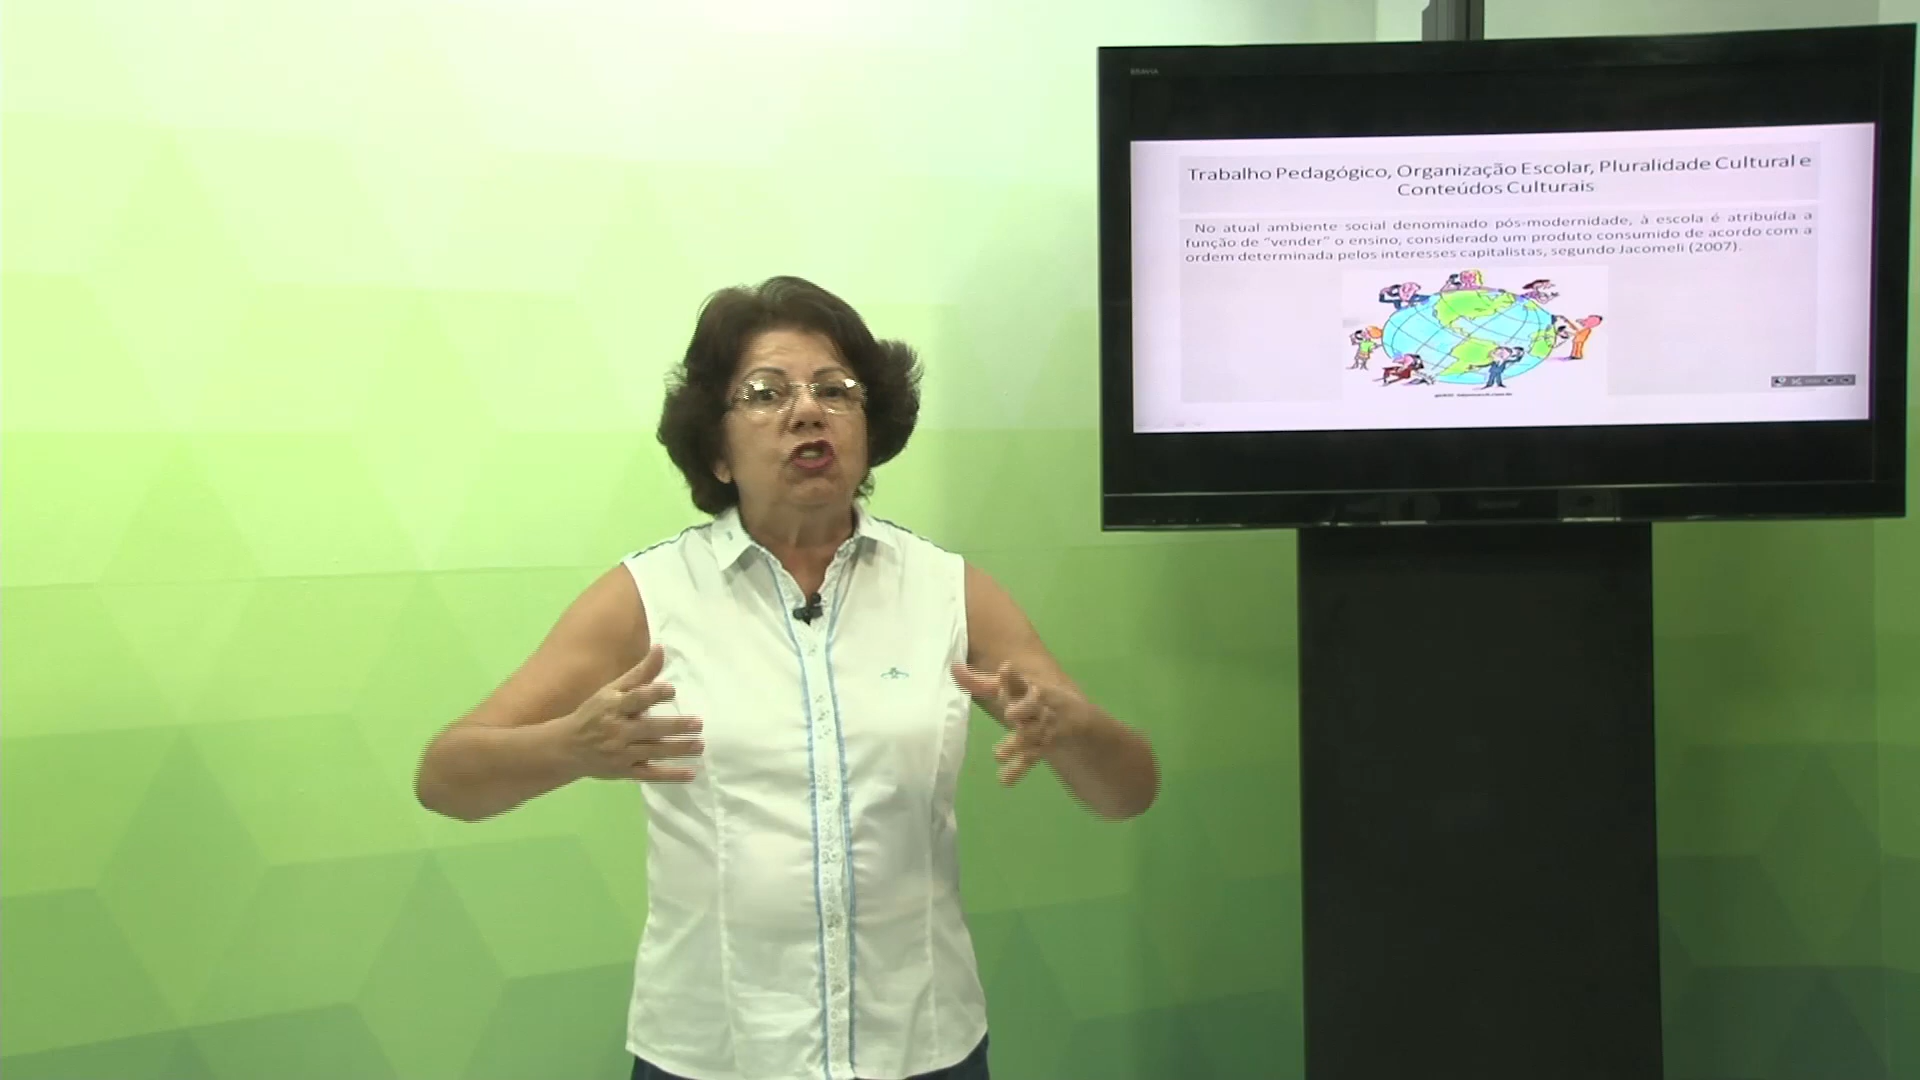 BRAVIA
Trabalho Pedagógico, Organização Escolar, Pluralidade Cultural e
Conteúdos Culturais
No atual ambiente social denominado pós-modernidade, à escola é atribuída a
função de “vender” o ensino, considerado um produto consumido de acordo com a
ordem determinada pelos interesses capitalistas, segundo Jacomeli (2007).